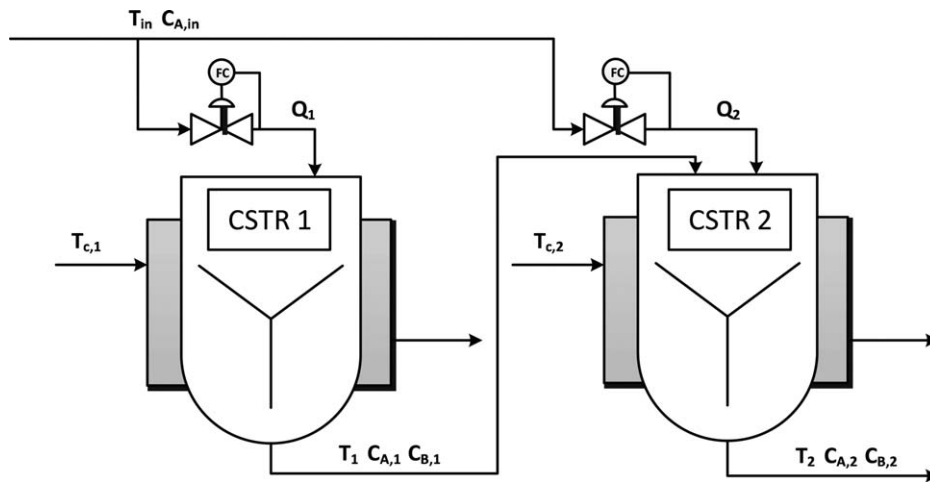 T_in C_A,in
FC
Q_1
FC
Q_2
CSTR 1
CSTR 2
T_c,1
T_c,2
T_1 C_A,1 C_B,1
T_2 C_A,2 C_B,2